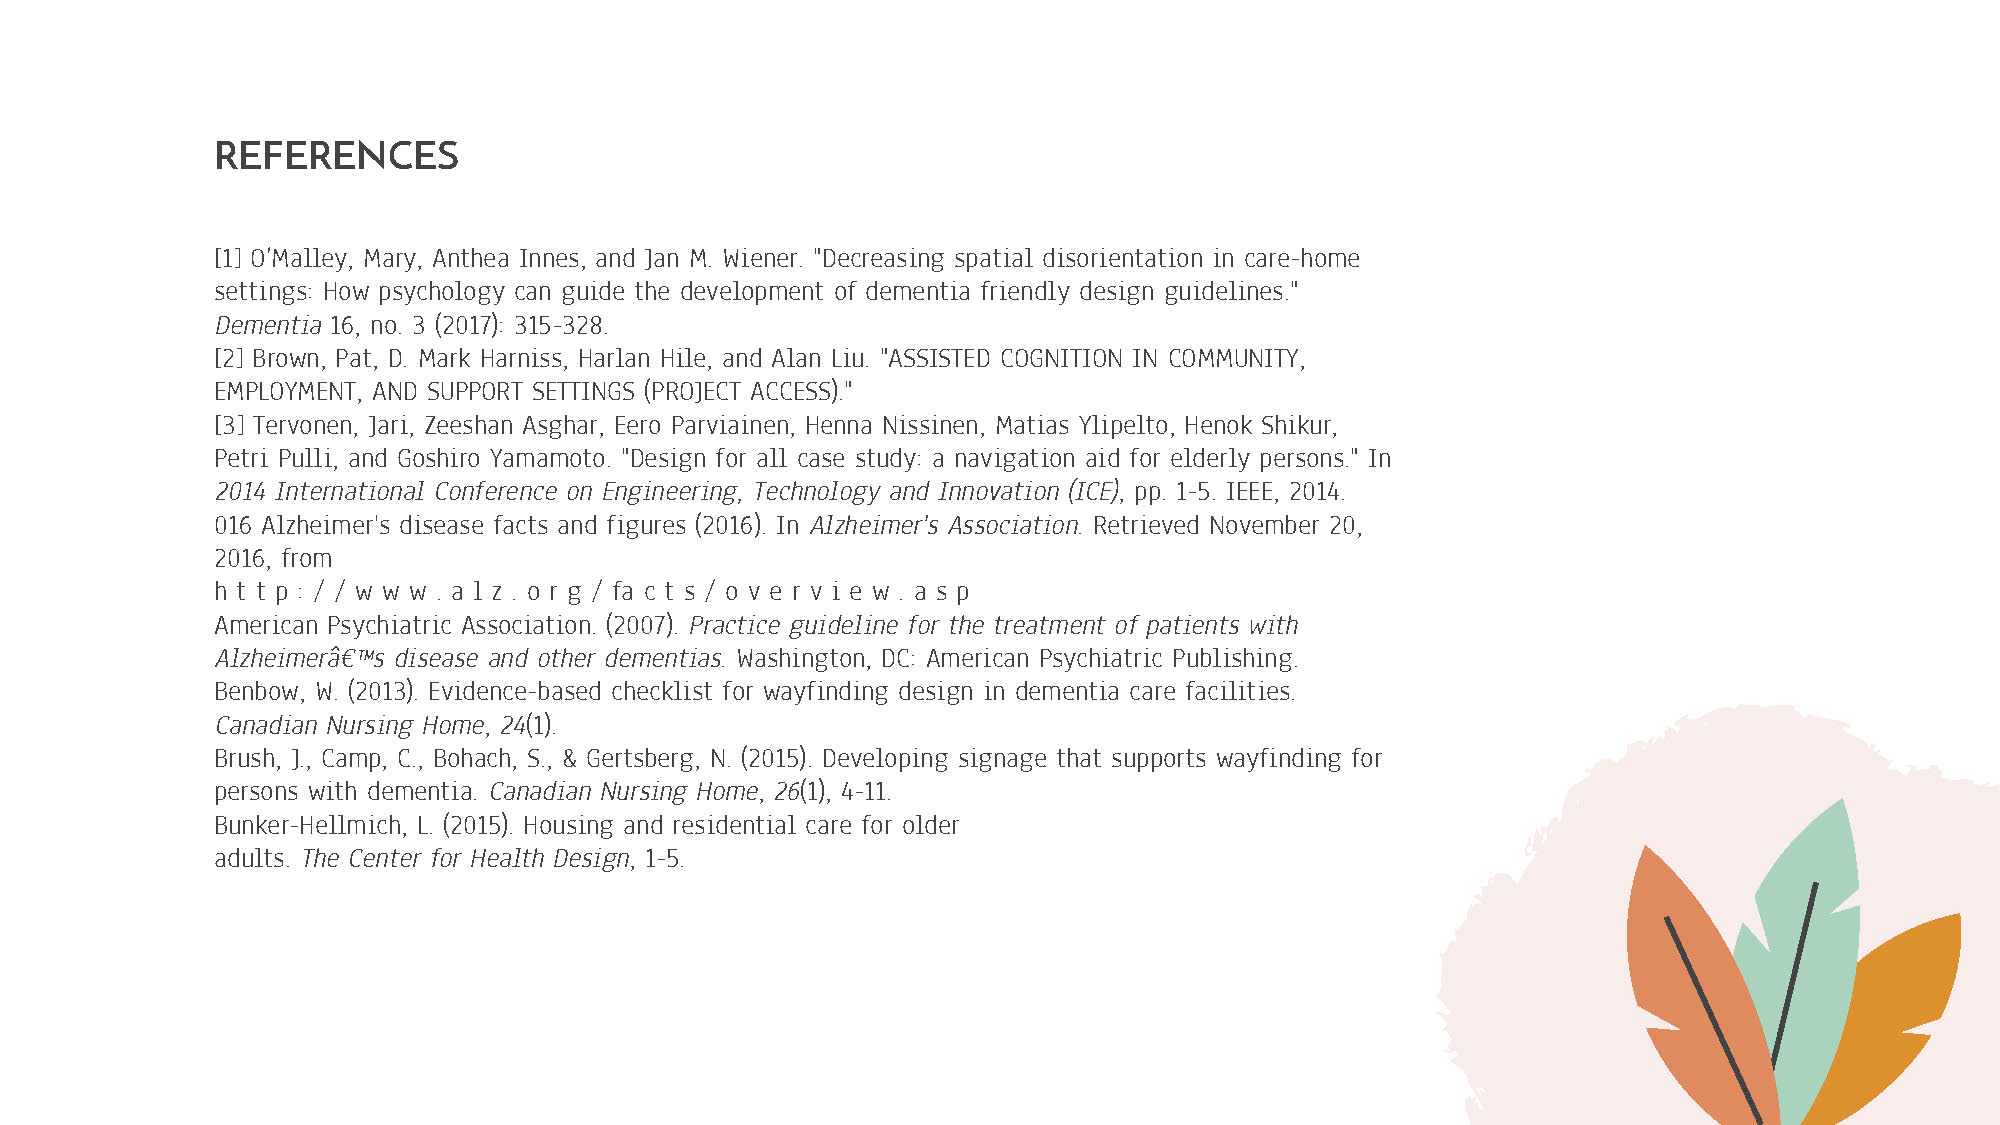 REFERENCES
[1] O’Malley, Mary, Anthea Innes, and Jan M. Wiener. "Decreasing spatial disorientation in care-home
settings: How psychology can guide the development of dementia friendly design guidelines."
Dementia 16, no. 3 (2017): 315-328.
[2] Brown, Pat, D. Mark Harniss, Harlan Hile, and Alan Liu. "ASSISTED COGNITION IN COMMUNITY,
EMPLOYMENT, AND SUPPORT SETTINGS (PROJECT ACCESS)."
[3] Tervonen, Jari, Zeeshan Asghar, Eero Parviainen, Henna Nissinen, Matias Ylipelto, Henok Shikur,
Petri Pulli, and Goshiro Yamamoto. "Design for all case study: a navigation aid for elderly persons." In
2014 International Conference on Engineering, Technology and Innovation (ICE), pp. 1-5. IEEE, 2014.
016 Alzheimer's disease facts and figures (2016). In Alzheimer's Association. Retrieved November 20,
2016, from
h t t p : / / w w w . a l z . o r g / fa c t s / o v e r v i e w . a s p
American Psychiatric Association. (2007). Practice guideline for the treatment of patients with
Alzheimerâ€™s disease and other dementias. Washington, DC: American Psychiatric Publishing.
Benbow, W. (2013). Evidence-based checklist for wayfinding design in dementia care facilities.
Canadian Nursing Home, 24(1).
Brush, J., Camp, C., Bohach, S., & Gertsberg, N. (2015). Developing signage that supports wayfinding for
persons with dementia. Canadian Nursing Home, 26(1), 4-11.
Bunker-Hellmich, L. (2015). Housing and residential care for older
adults. The Center for Health Design, 1-5.